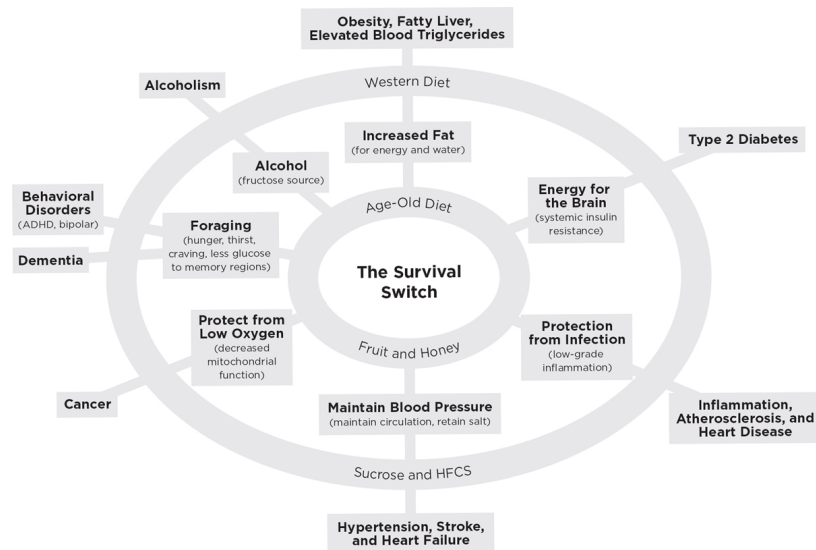 Obesity, Fatty Liver,
Elevated Blood Triglycerides
Western Diet
Alcoholism
Increased Fat
(for energy and water)
Type 2 Diabetes
Alcohol
(fructose source)
Energy for
the Brain
(systemic insulin
resistance)
Behavioral
Disorders
(ADHD, bipolar)
Age-Old Diet
Foraging
(hunger, thirst,
craving, less glucose
to memory regions)
Dementia
The Survival
Switch
Protect from
Low Oxygen
(decreased
mitochondrial
function)
Protection
from Infection
(low-grade
inflammation)
Fruit and Honey
Cancer
Maintain Blood Pressure
(maintain circulation, retain salt)
Inflammation,
Atherosclerosis, and
Heart Disease
Sucrose and HFCS
Hypertension, Stroke,
and Heart Failure